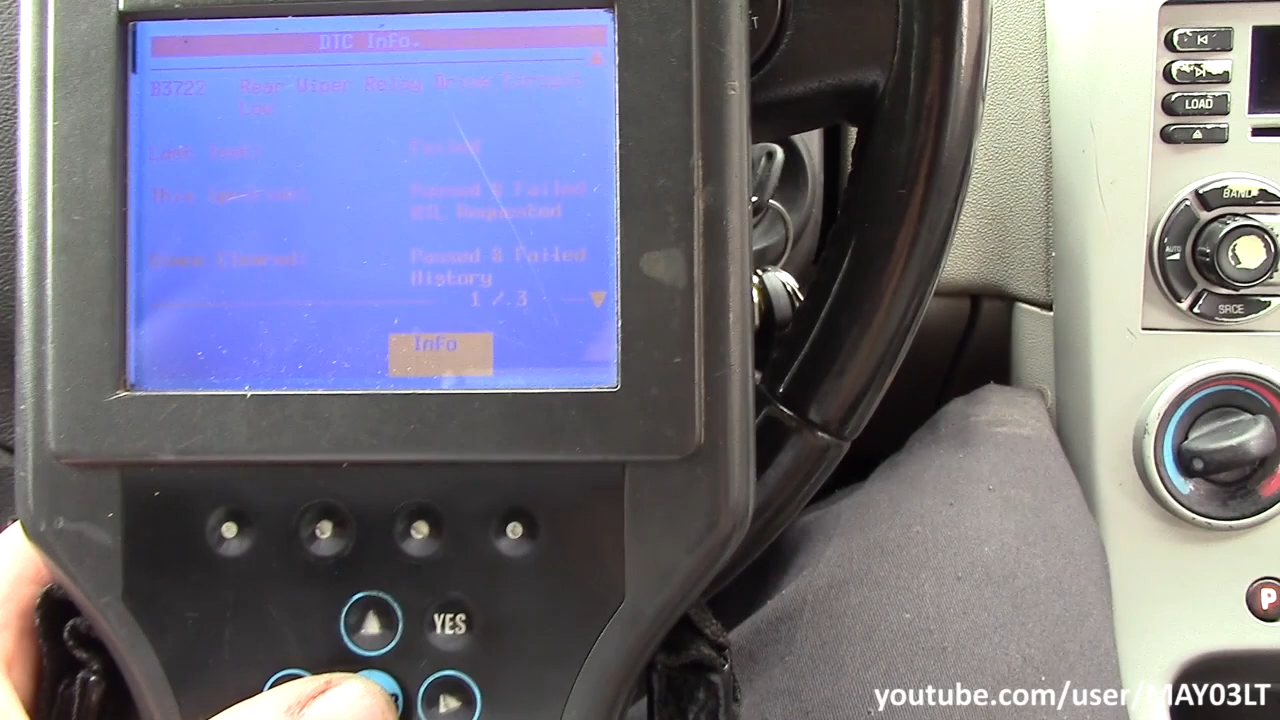 DTC Info.
B3722 Rear Wiper Relay Drive Circuit
Low
Last Test: Failed
This Ignition: Passed & Failed
MIL Requested
Since Cleared: Passed & Failed
History
1 / 3
Info
YES
LOAD
BAND
AUTO
SRCE
P
youtube.com/user/MAY03LT